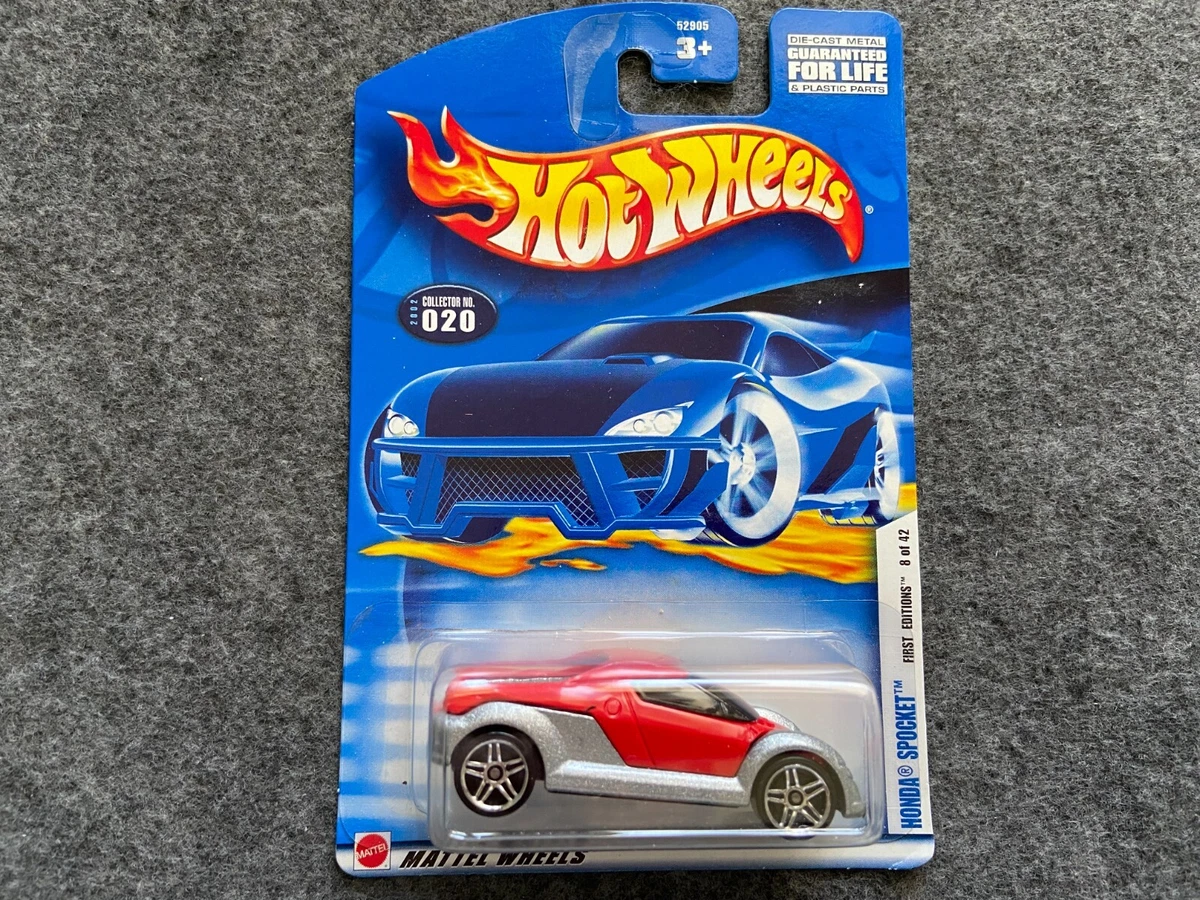 52905
3+
DIE-CAST METAL
GUARANTEED
FOR LIFE
& PLASTIC PARTS
HOT WHEELS®
2002
COLLECTOR NO.
020
HONDA® SPOCKET™ FIRST EDITIONS™ 8 of 42
MATTEL
MATTEL WHEELS